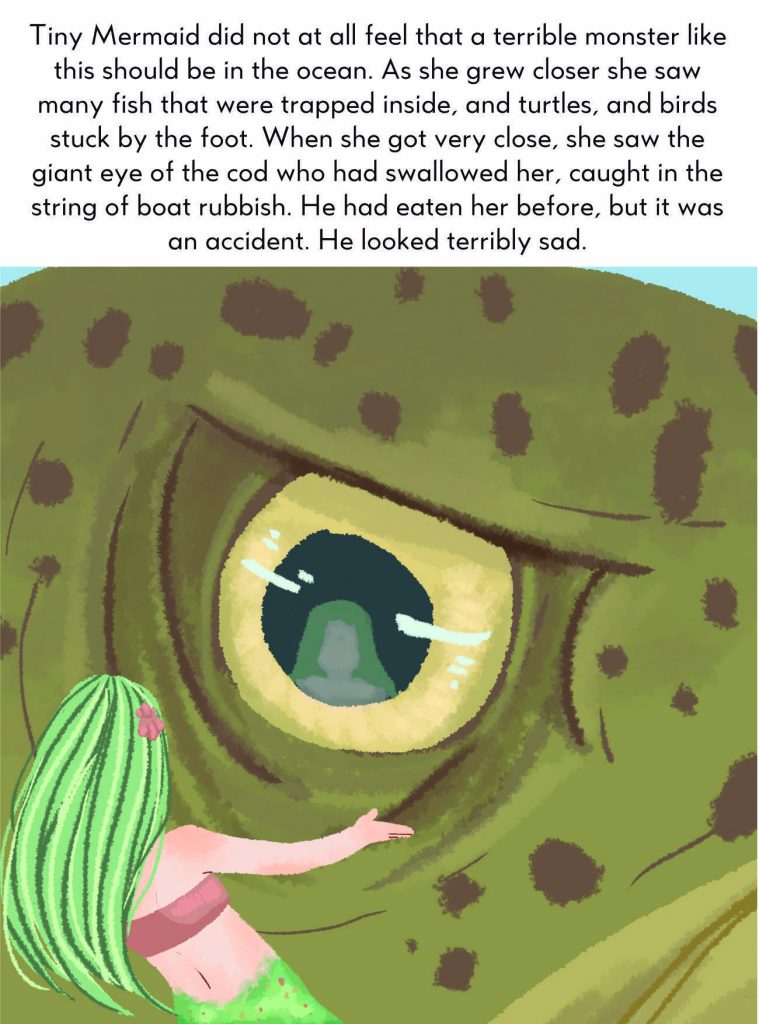 Tiny Mermaid did not at all feel that a terrible monster like
this should be in the ocean. As she grew closer she saw
many fish that were trapped inside, and turtles, and birds
stuck by the foot. When she got very close, she saw the
giant eye of the cod who had swallowed her, caught in the
string of boat rubbish. He had eaten her before, but it was
an accident. He looked terribly sad.